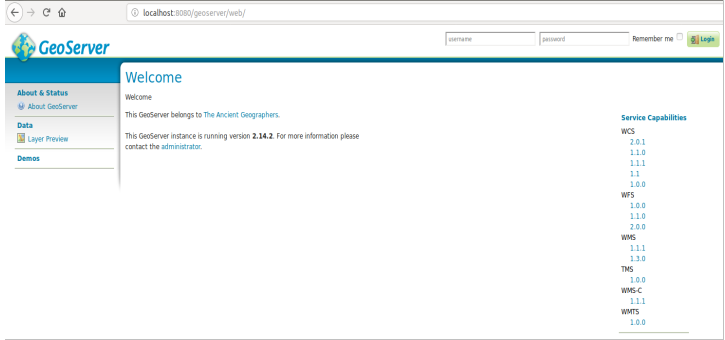 localhost:8080/geoserver/web/
GeoServer
username
password
Remember me
Login
About & Status
About GeoServer
Data
Layer Preview
Demos
Welcome
Welcome
This GeoServer belongs to The Ancient Geographers.
This GeoServer instance is running version 2.14.2. For more information please
contact the administrator.
Service Capabilities
WCS
2.0.1
1.1.0
1.1.1
1.1
1.0.0
WFS
1.0.0
1.1.0
2.0.0
WMS
1.1.1
1.3.0
TMS
1.0.0
WMS-C
1.1.1
WMTS
1.0.0